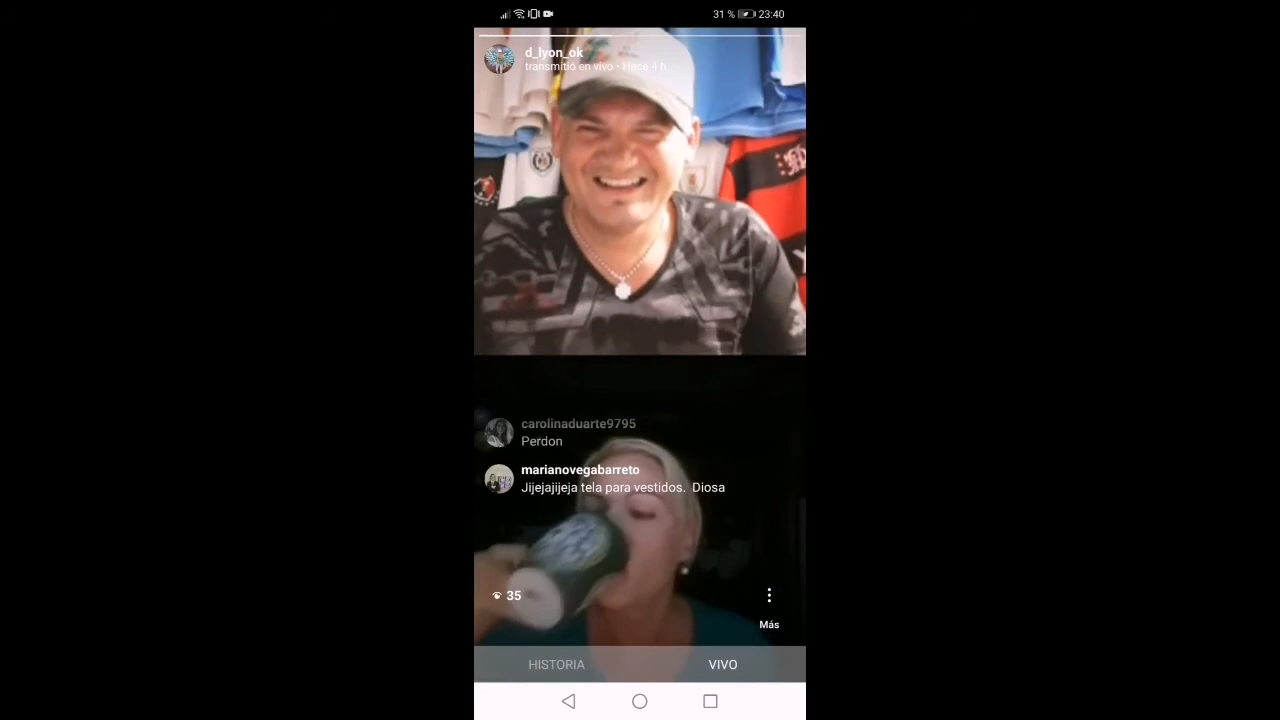 31 % 23:40
d_lyon_ok
transmitió en vivo • Hace 4 h
carolinaduarte9795
Perdon
marianovegabarreto
Jijejajijeja tela para vestidos. Diosa
35
Más
HISTORIA VIVO